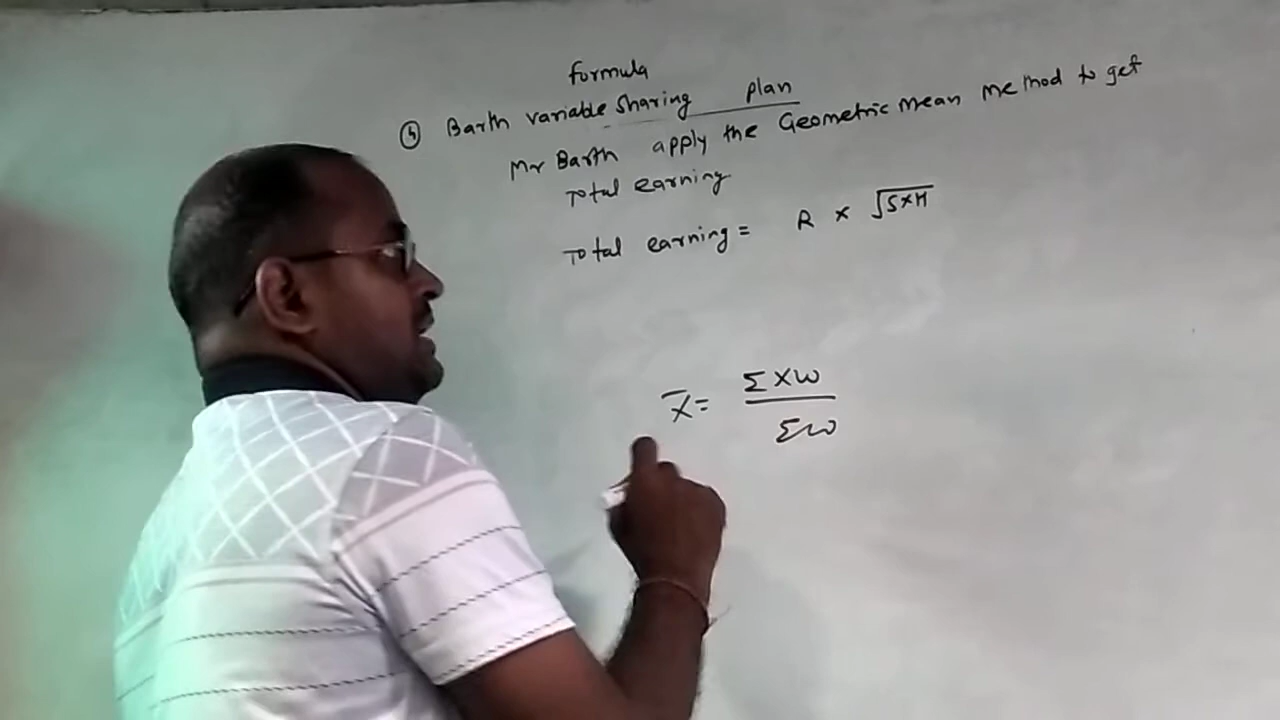 formula
⑤ Barth variable sharing plan
Mr Barth apply the Geometric mean method to get
Total earning
Total earning = R × √S×H
X̄ = ΣXW / ΣW